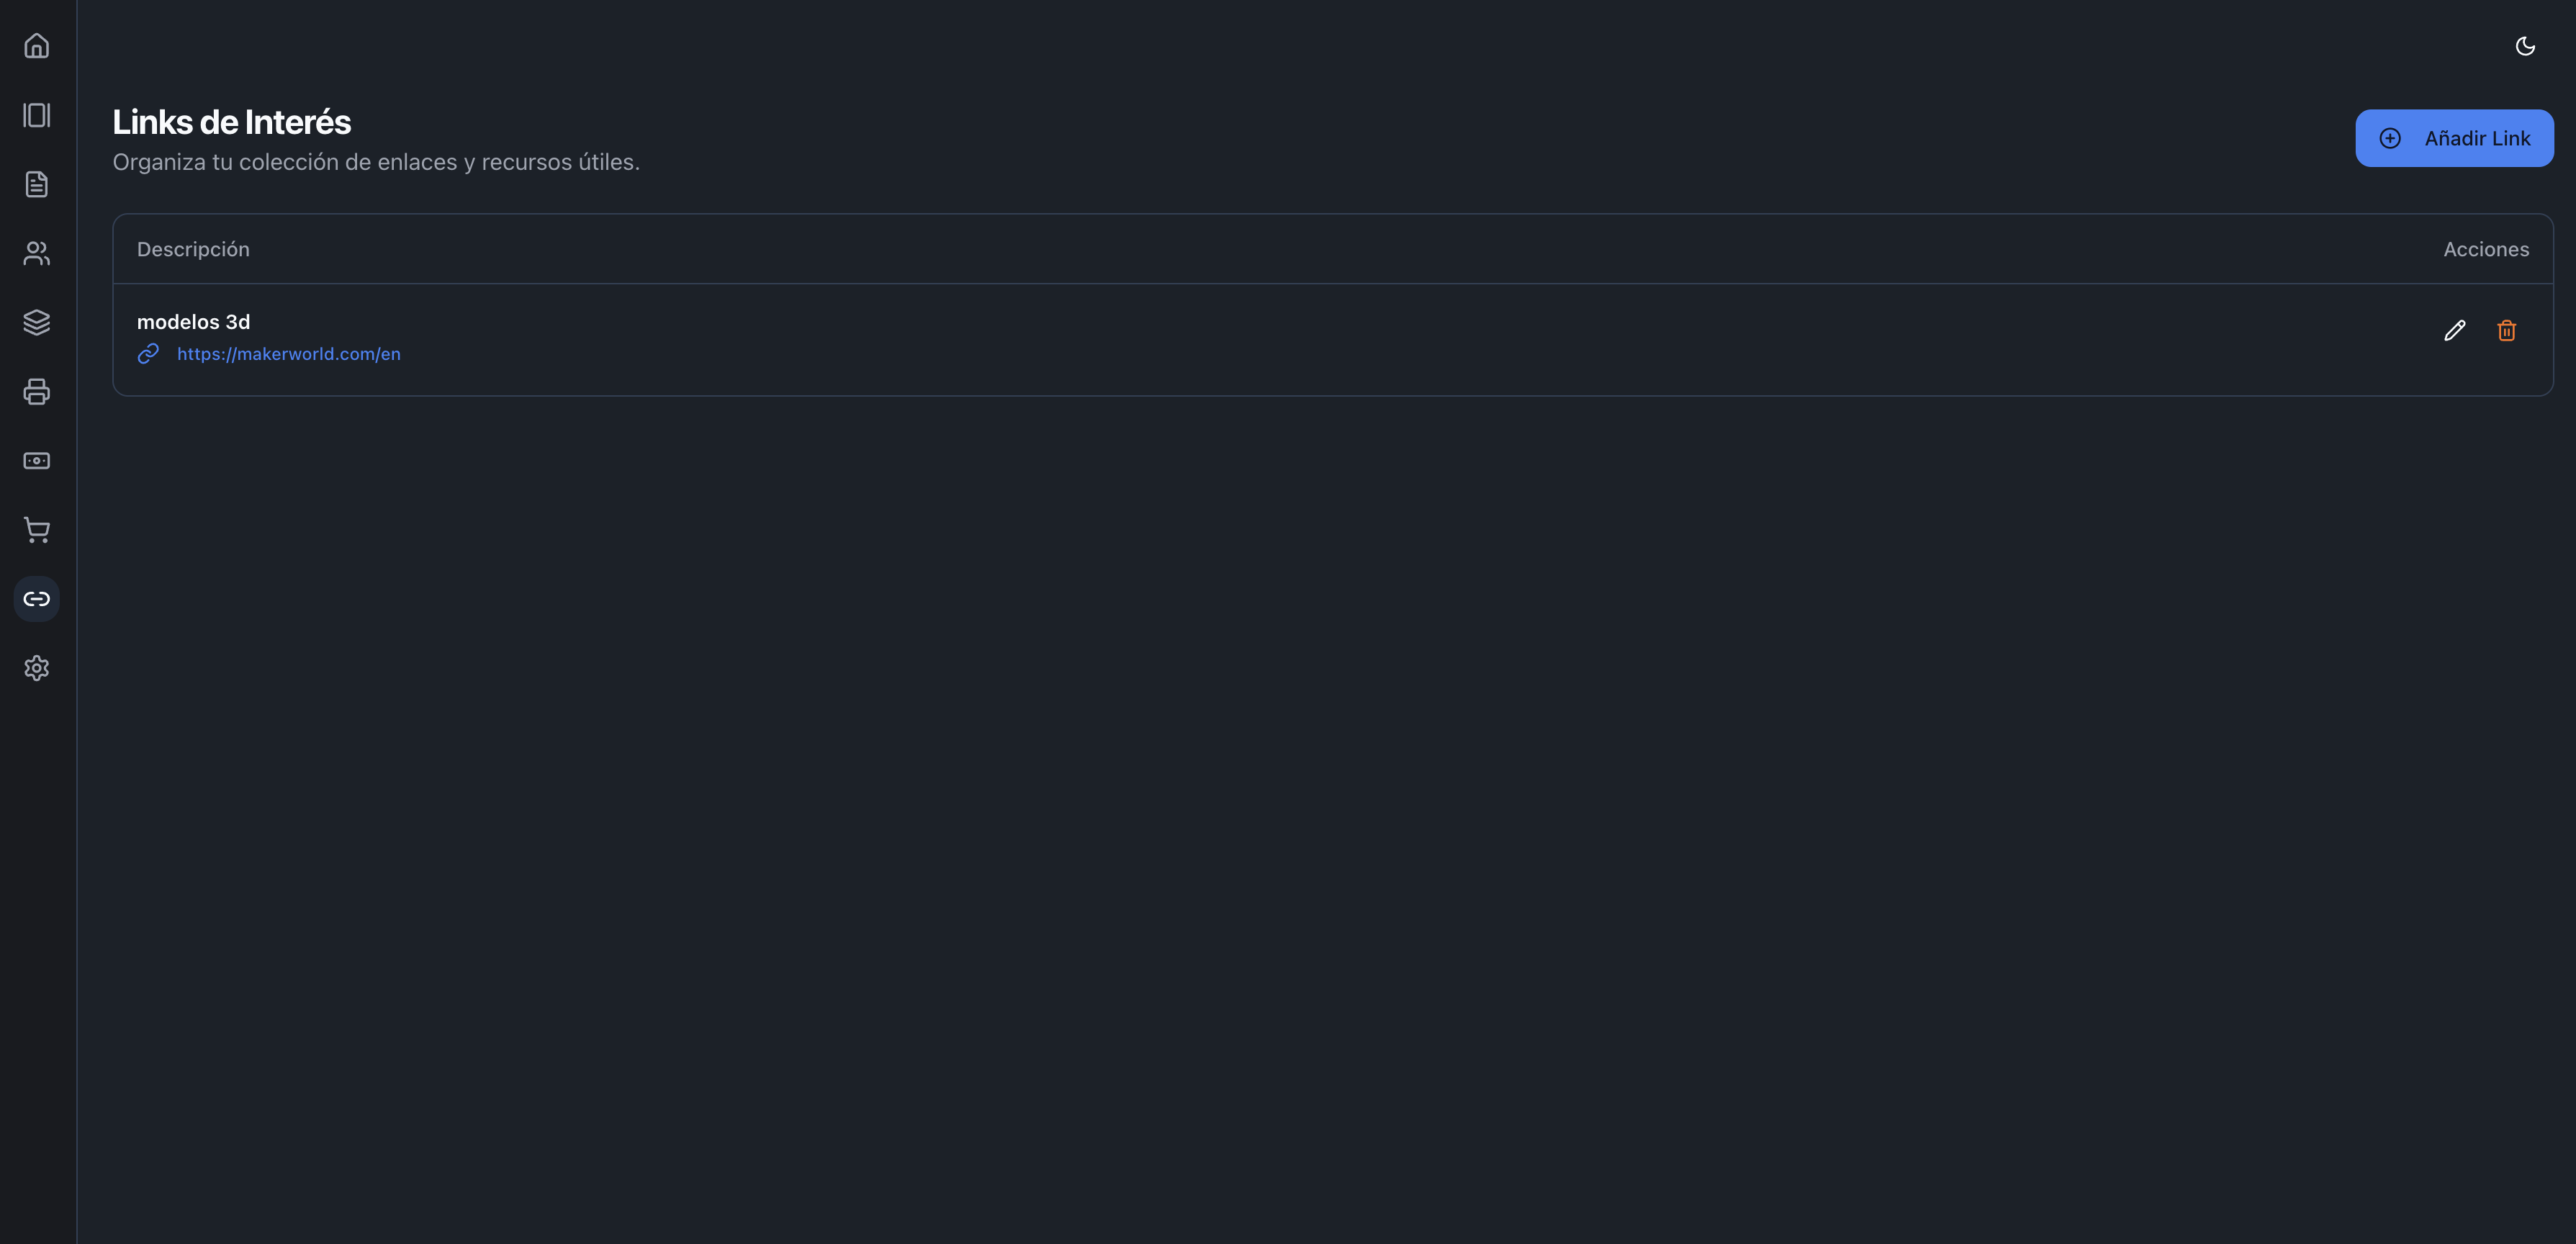 Links de Interés
Organiza tu colección de enlaces y recursos útiles.
Añadir Link
Descripción
Acciones
modelos 3d
https://makerworld.com/en